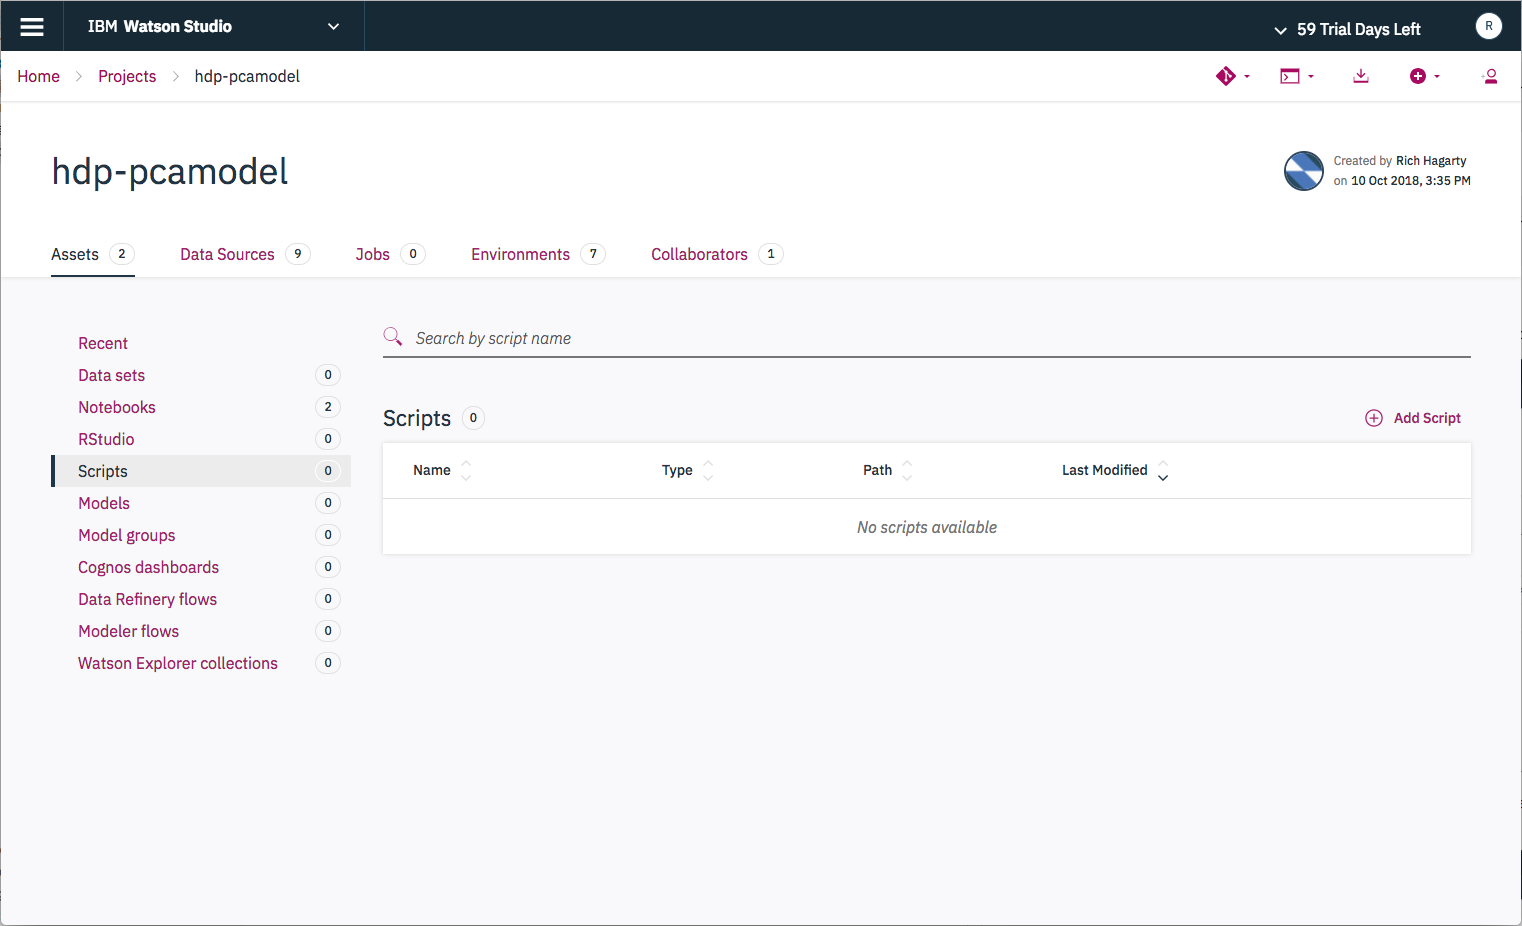 IBM Watson Studio
59 Trial Days Left
R
Home > Projects > hdp-pcamodel
hdp-pcamodel
Created by Rich Hagarty
on 10 Oct 2018, 3:35 PM
Assets 2 Data Sources 9 Jobs 0 Environments 7 Collaborators 1
Recent
Data sets 0
Notebooks 2
RStudio 0
Scripts 0
Models 0
Model groups 0
Cognos dashboards 0
Data Refinery flows 0
Modeler flows 0
Watson Explorer collections 0
Search by script name
Scripts 0
Add Script
Name Type Path Last Modified
No scripts available